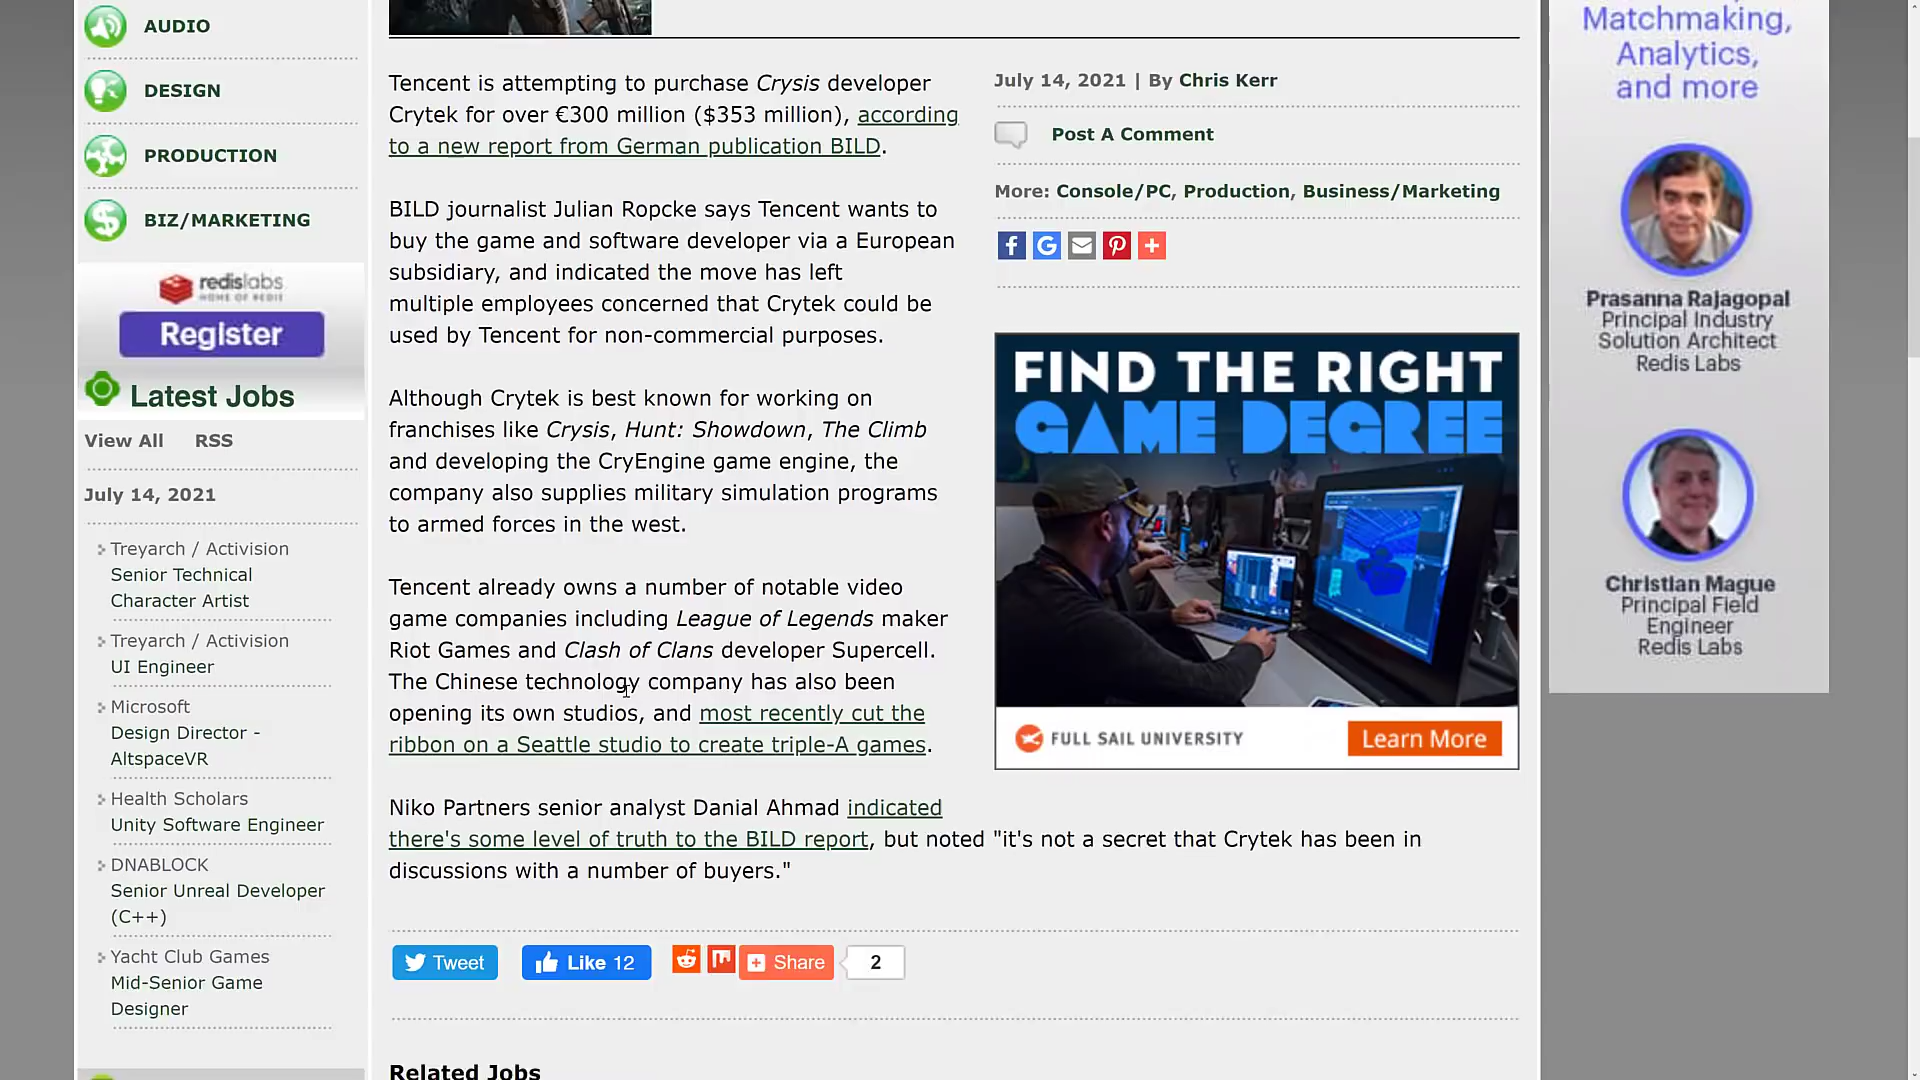 AUDIO
DESIGN
PRODUCTION
BIZ/MARKETING
redislabs
HOME OF REDIS
Register
Latest Jobs
View All RSS
July 14, 2021
Treyarch / Activision
Senior Technical
Character Artist
Treyarch / Activision
UI Engineer
Microsoft
Design Director -
AltspaceVR
Health Scholars
Unity Software Engineer
DNABLOCK
Senior Unreal Developer
(C++)
Yacht Club Games
Mid-Senior Game
Designer
Tencent is attempting to purchase Crysis developer
Crytek for over €300 million ($353 million), according
to a new report from German publication BILD.
BILD journalist Julian Ropcke says Tencent wants to
buy the game and software developer via a European
subsidiary, and indicated the move has left
multiple employees concerned that Crytek could be
used by Tencent for non-commercial purposes.
Although Crytek is best known for working on
franchises like Crysis, Hunt: Showdown, The Climb
and developing the CryEngine game engine, the
company also supplies military simulation programs
to armed forces in the west.
Tencent already owns a number of notable video
game companies including League of Legends maker
Riot Games and Clash of Clans developer Supercell.
The Chinese technology company has also been
opening its own studios, and most recently cut the
ribbon on a Seattle studio to create triple-A games.
Niko Partners senior analyst Danial Ahmad indicated
there's some level of truth to the BILD report, but noted "it's not a secret that Crytek has been in
discussions with a number of buyers."
Tweet
Like 12
Share
2
Related Jobs
July 14, 2021 | By Chris Kerr
Post A Comment
More: Console/PC, Production, Business/Marketing
FIND THE RIGHT
GAME DEGREE
FULL SAIL UNIVERSITY
Learn More
Matchmaking,
Analytics,
and more
Prasanna Rajagopal
Principal Industry
Solution Architect
Redis Labs
Christian Mague
Principal Field
Engineer
Redis Labs